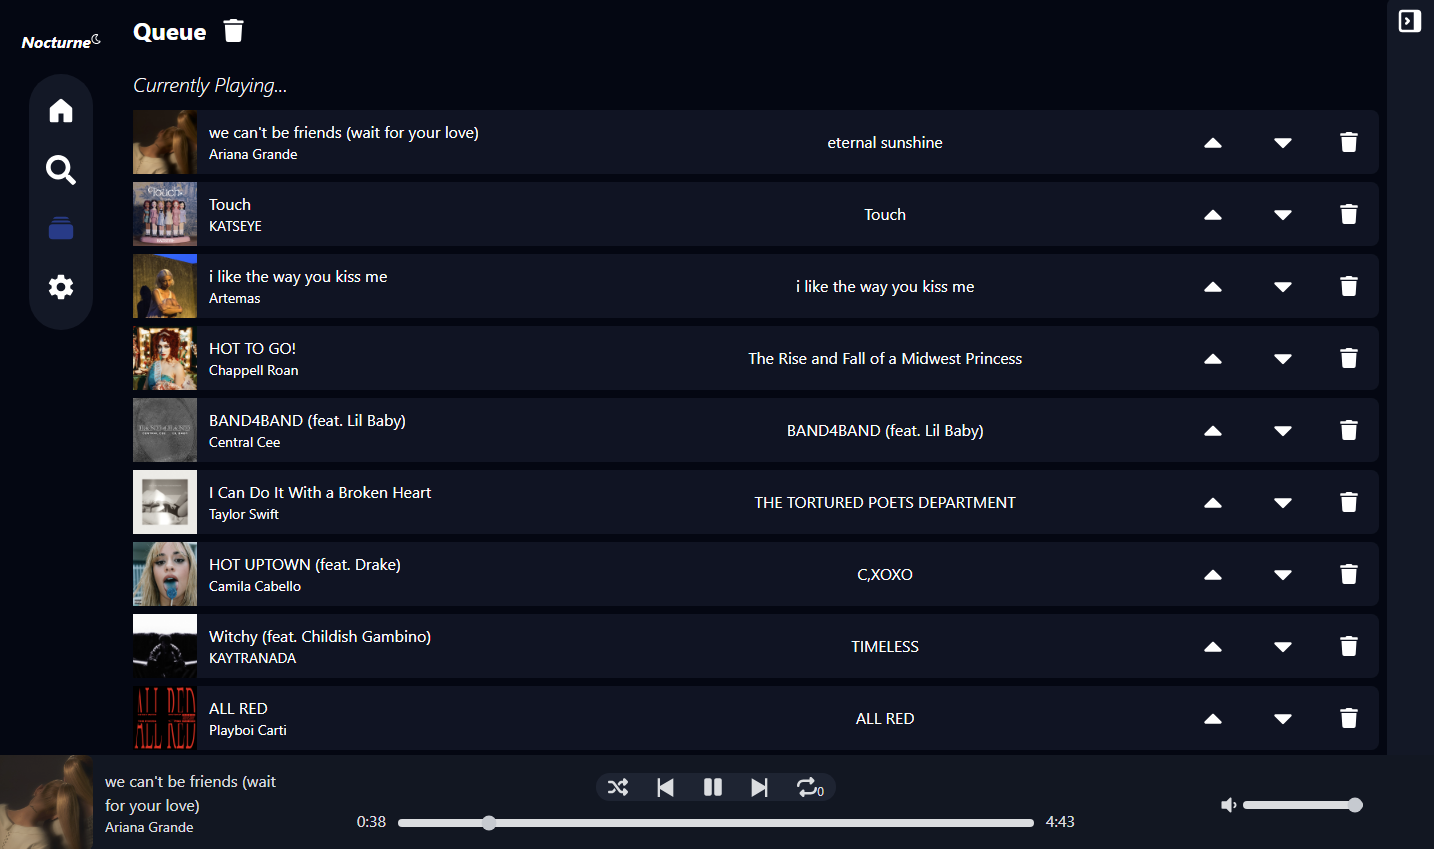 Nocturne
Queue
Currently Playing...
we can't be friends (wait for your love)
Ariana Grande
eternal sunshine
Touch
Touch
KATSEYE
Touch
i like the way you kiss me
Artemas
i like the way you kiss me
HOT TO GO!
Chappell Roan
The Rise and Fall of a Midwest Princess
BAND4BAND (feat. Lil Baby)
Central Cee
BAND4BAND (feat. Lil Baby)
I Can Do It With a Broken Heart
Taylor Swift
THE TORTURED POETS DEPARTMENT
HOT UPTOWN (feat. Drake)
Camila Cabello
C,XOXO
Witchy (feat. Childish Gambino)
KAYTRANADA
TIMELESS
ALL RED
ALL RED
Playboi Carti
ALL RED
we can't be friends (wait
for your love)
Ariana Grande
0
0:38
4:43